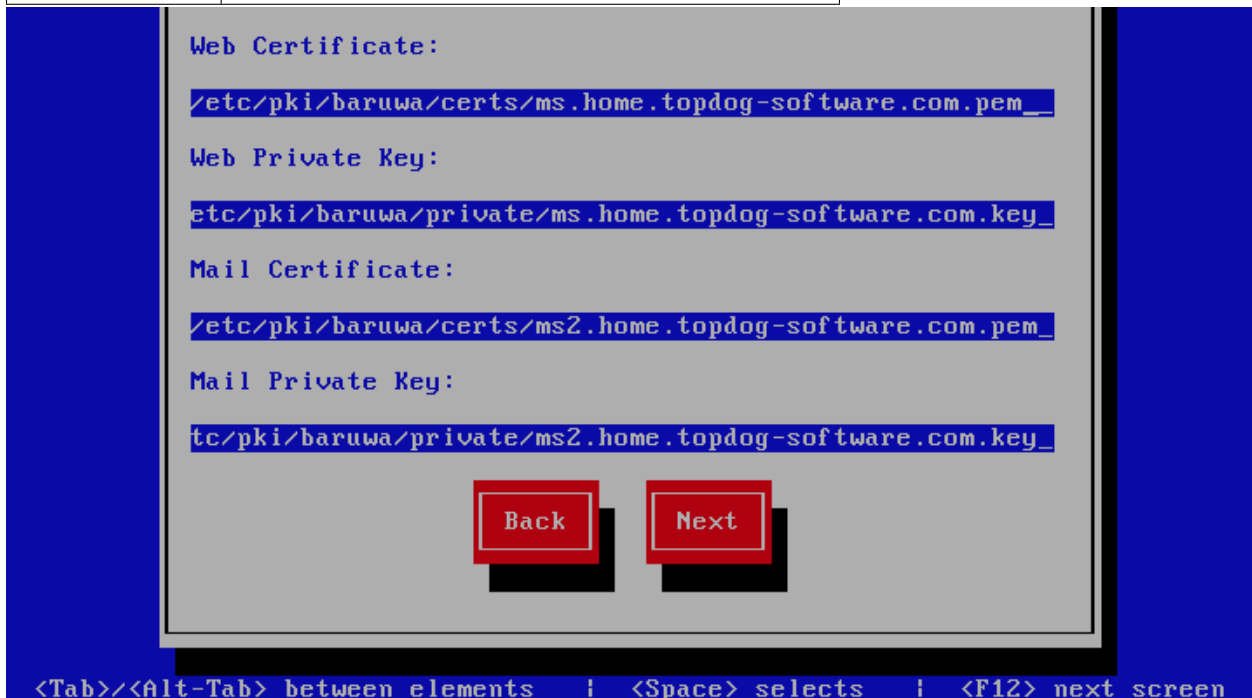 Web Certificate:
/etc/pki/baruwa/certs/ms.home.topdog-software.com.pem__
Web Private Key:
etc/pki/baruwa/private/ms.home.topdog-software.com.key_
Mail Certificate:
/etc/pki/baruwa/certs/ms2.home.topdog-software.com.pem_
Mail Private Key:
tc/pki/baruwa/private/ms2.home.topdog-software.com.key_
Back Next
<Tab>/<Alt-Tab> between elements | <Space> selects | <F12> next screen